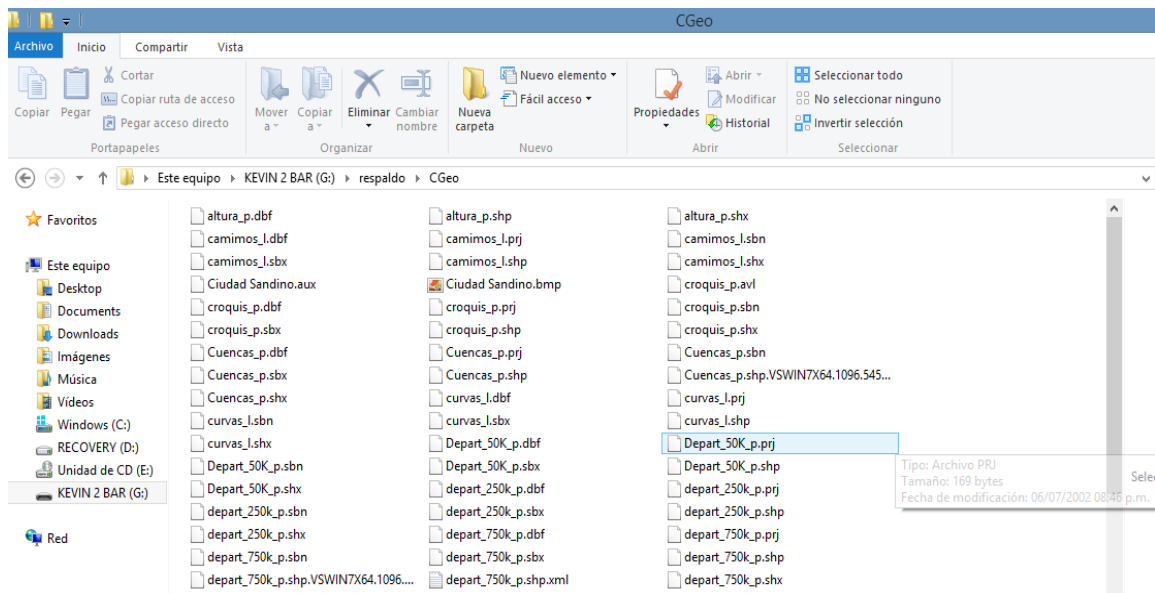 CGeo
Archivo Inicio Compartir Vista
Copiar
Pegar
Cortar
Copiar ruta de acceso
Pegar acceso directo
Portapapeles
Mover a
Copiar a
Eliminar
Cambiar nombre
Organizar
Nueva carpeta
Nuevo elemento
Fácil acceso
Nuevo
Propiedades
Abrir
Modificar
Historial
Abrir
Seleccionar todo
No seleccionar ninguno
Invertir selección
Seleccionar
Este equipo KEVIN 2 BAR (G:) respaldo CGeo
Favoritos
Este equipo
Desktop
Documents
Downloads
Imágenes
Música
Vídeos
Windows (C:)
RECOVERY (D:)
Unidad de CD (E:)
KEVIN 2 BAR (G:)
Red
altura_p.dbf altura_p.shp altura_p.shx
camimos_l.dbf camimos_l.prj camimos_l.sbn
camimos_l.sbx camimos_l.shp camimos_l.shx
Ciudad Sandino.aux Ciudad Sandino.bmp croquis_p.avl
croquis_p.dbf croquis_p.prj croquis_p.sbn
croquis_p.sbx croquis_p.shp croquis_p.shx
Cuencas_p.dbf Cuencas_p.prj Cuencas_p.sbn
Cuencas_p.sbx Cuencas_p.shp Cuencas_p.shp.VSWIN7X64.1096.545...
Cuencas_p.shx curvas_l.dbf curvas_l.prj
curvas_l.sbn curvas_l.sbx curvas_l.shp
curvas_l.shx Depart_50K_p.dbf Depart_50K_p.prj
Depart_50K_p.sbn Depart_50K_p.sbx Depart_50K_p.shp
Depart_50K_p.shx depart_250k_p.dbf depart_250k_p.prj
depart_250k_p.sbn depart_250k_p.sbx depart_250k_p.shp
depart_250k_p.shx depart_750k_p.dbf depart_750k_p.prj
depart_750k_p.sbn depart_750k_p.sbx depart_750k_p.shp
depart_750k_p.shp.VSWIN7X64.1096.... depart_750k_p.shp.xml depart_750k_p.shx
Tipo: Archivo PRJ
Tamaño: 169 bytes
Fecha de modificación: 06/07/2002 08:46 p.m.
Selec